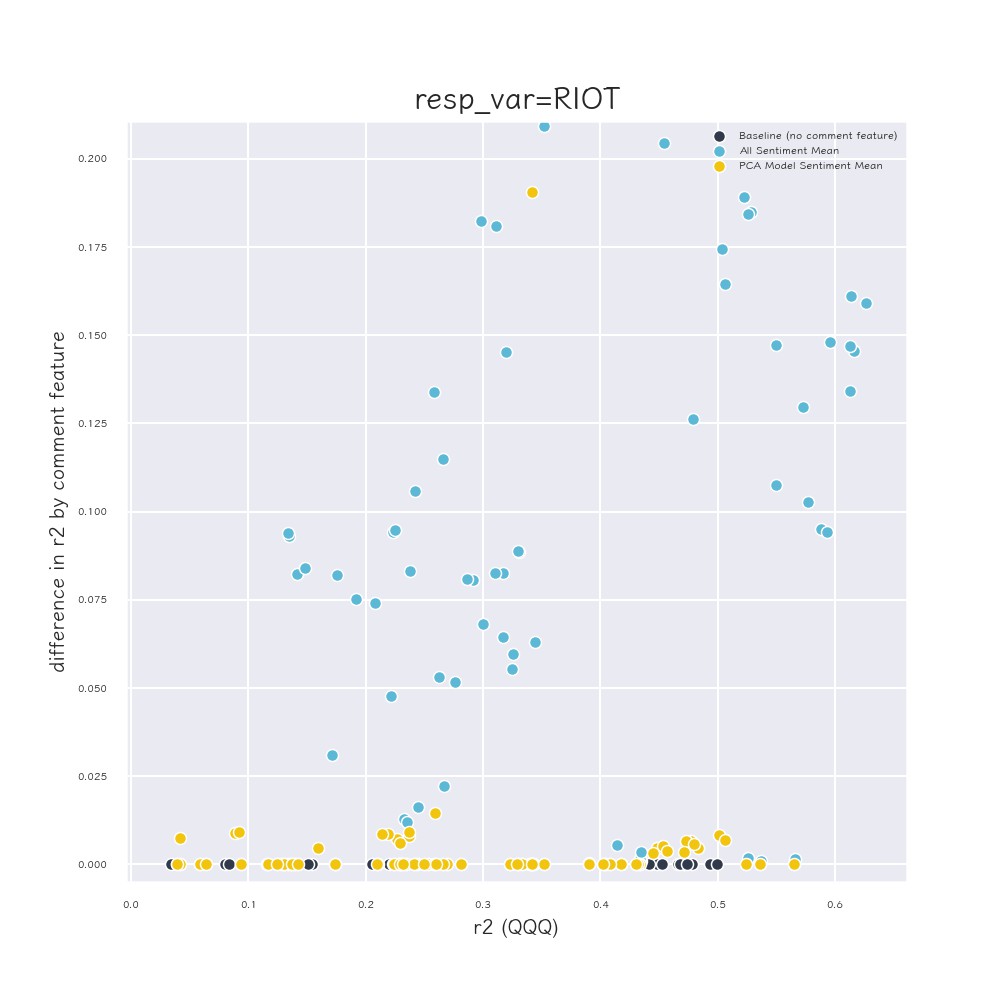 resp_var=RIOT
Baseline (no comment feature)
All Sentiment Mean
PCA Model Sentiment Mean
difference in r2 by comment feature
0.200
0.175
0.150
0.125
0.100
0.075
0.050
0.025
0.000
0.0 0.1 0.2 0.3 0.4 0.5 0.6
r2 (QQQ)